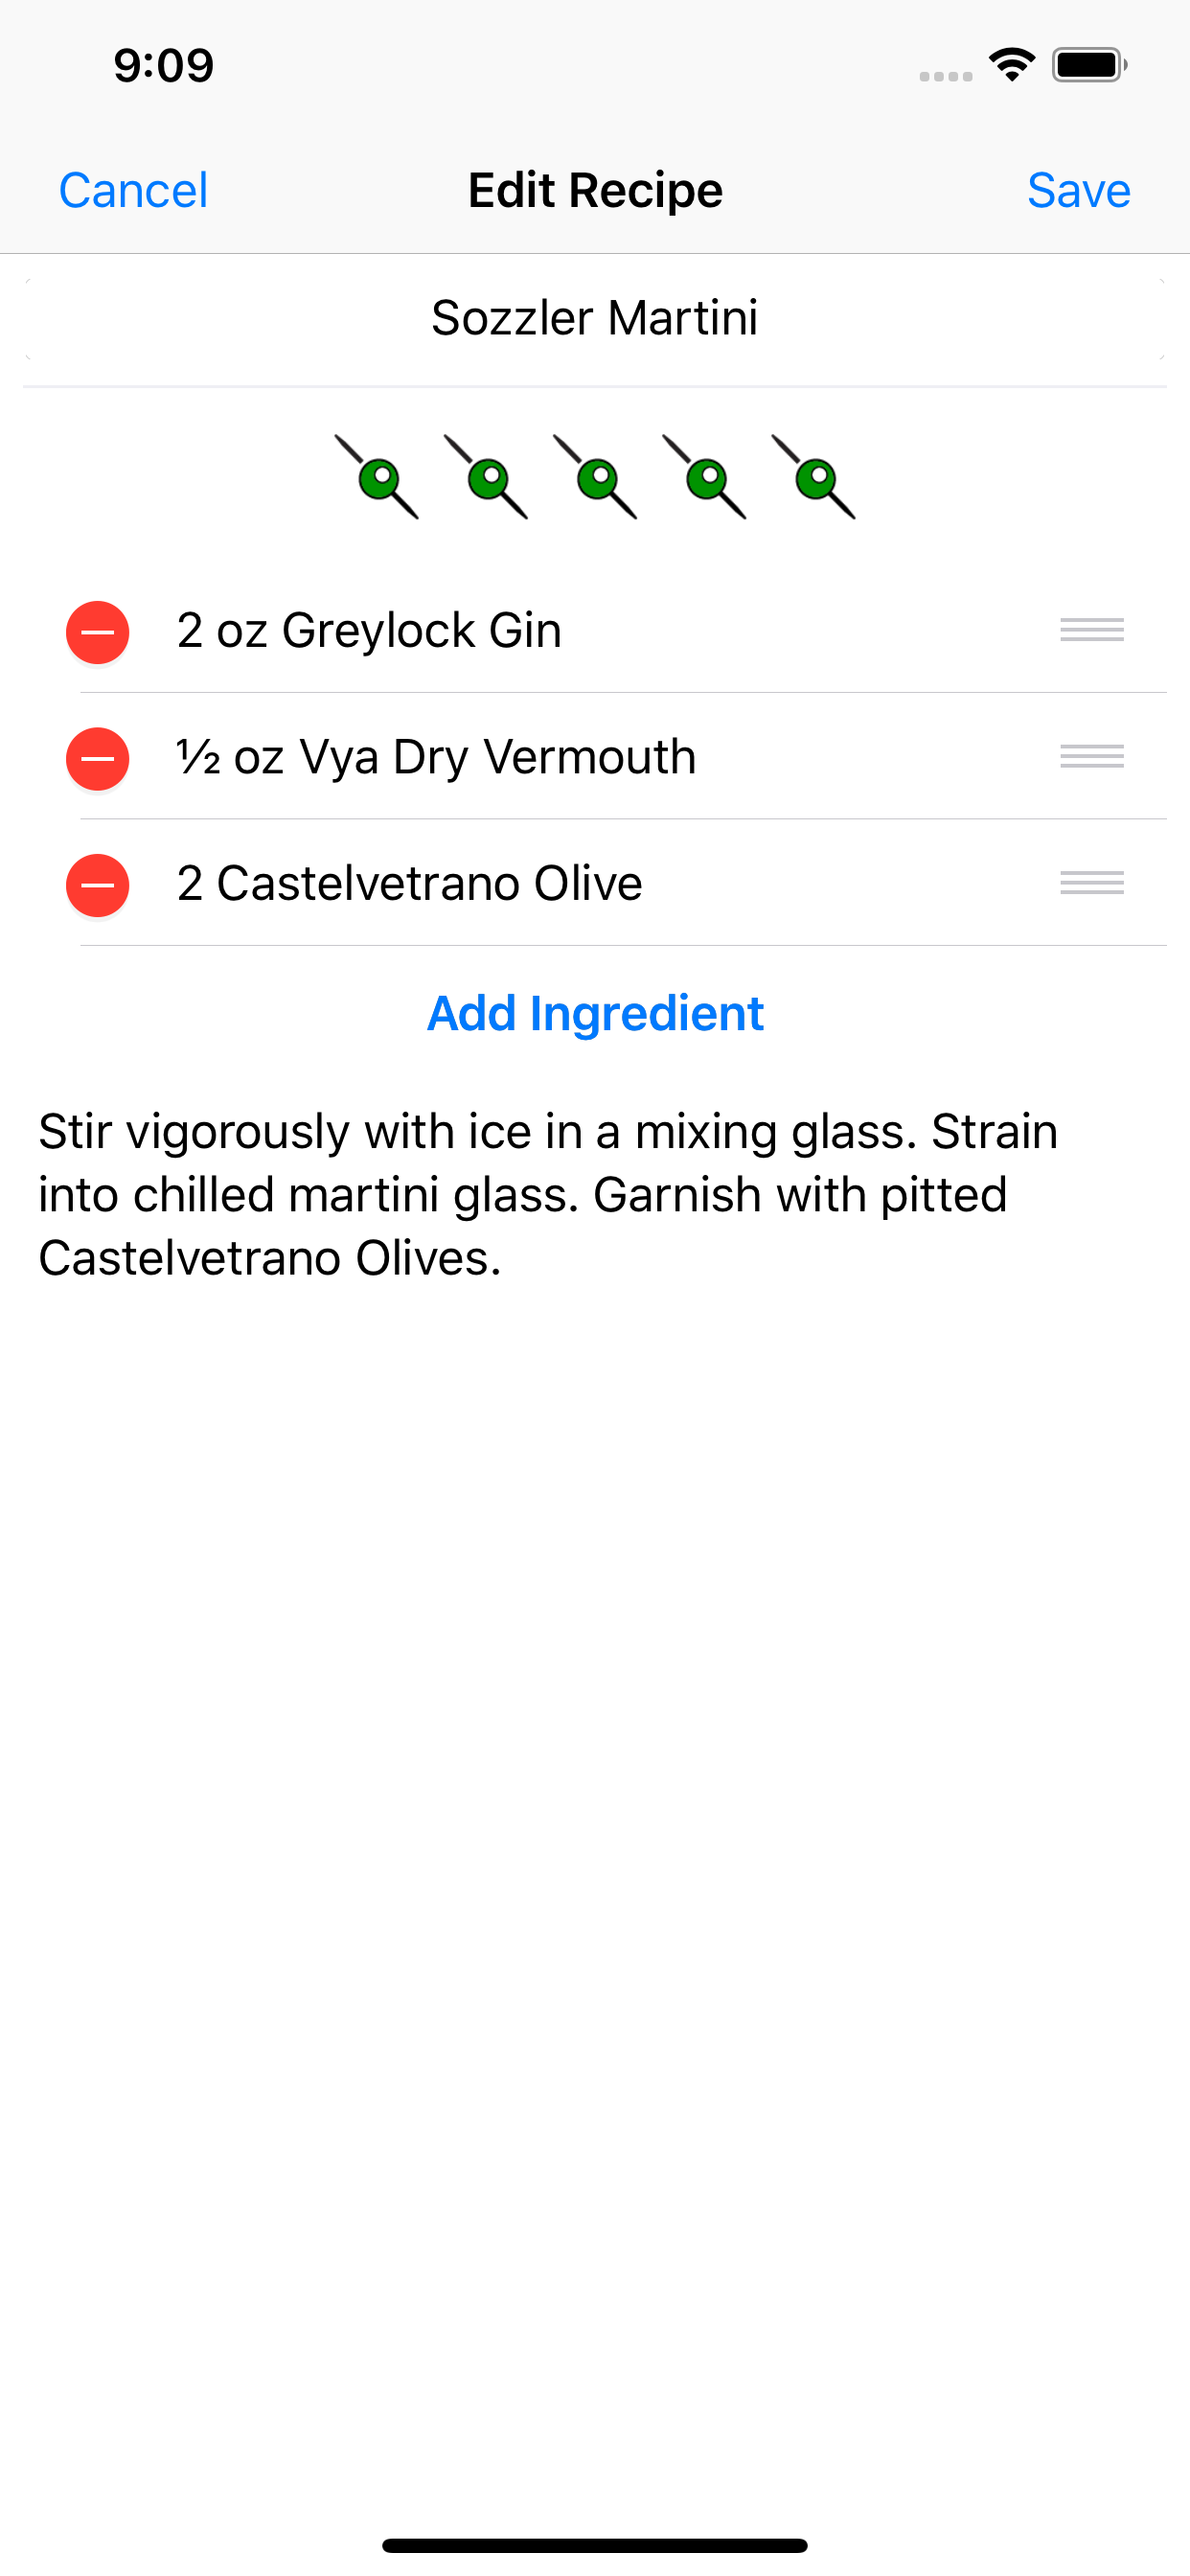 9:09
Cancel Edit Recipe Save
Sozzler Martini
2 oz Greylock Gin
½ oz Vya Dry Vermouth
2 Castelvetrano Olive
Add Ingredient
Stir vigorously with ice in a mixing glass. Strain
into chilled martini glass. Garnish with pitted
Castelvetrano Olives.